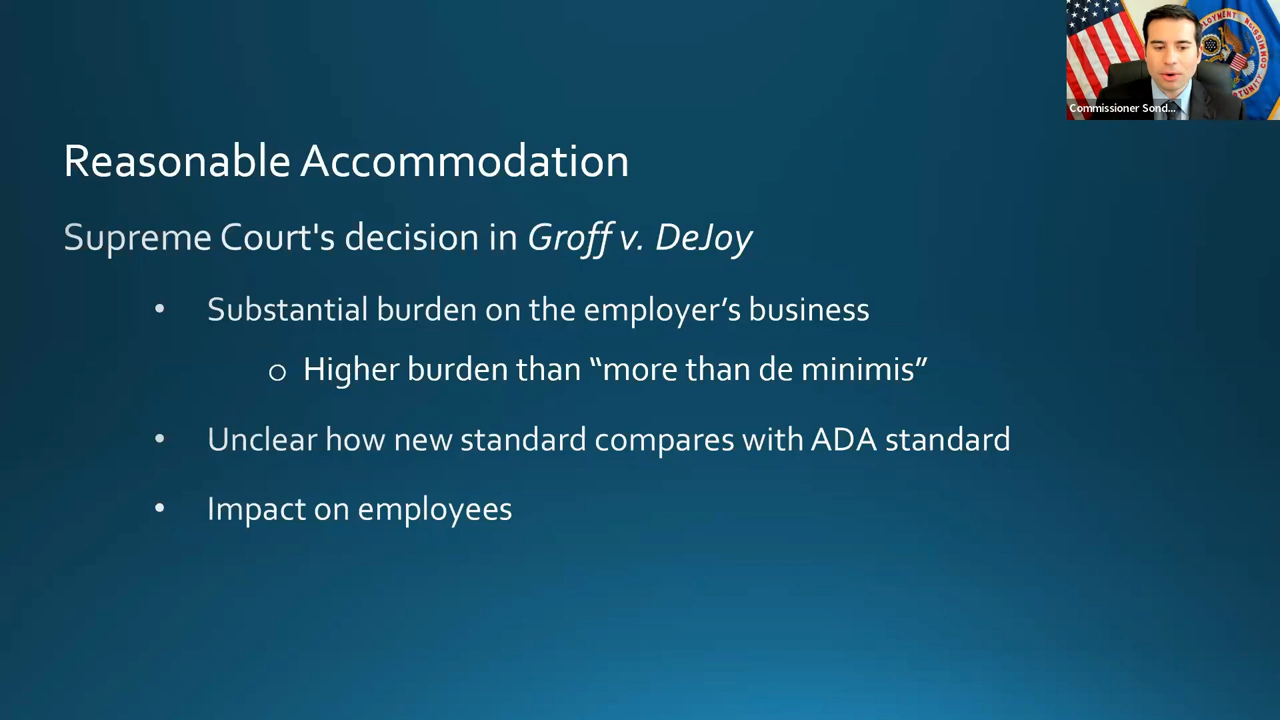 Commissioner Sond...
Reasonable Accommodation
Supreme Court's decision in Groff v. DeJoy
• Substantial burden on the employer’s business
o Higher burden than “more than de minimis”
• Unclear how new standard compares with ADA standard
• Impact on employees